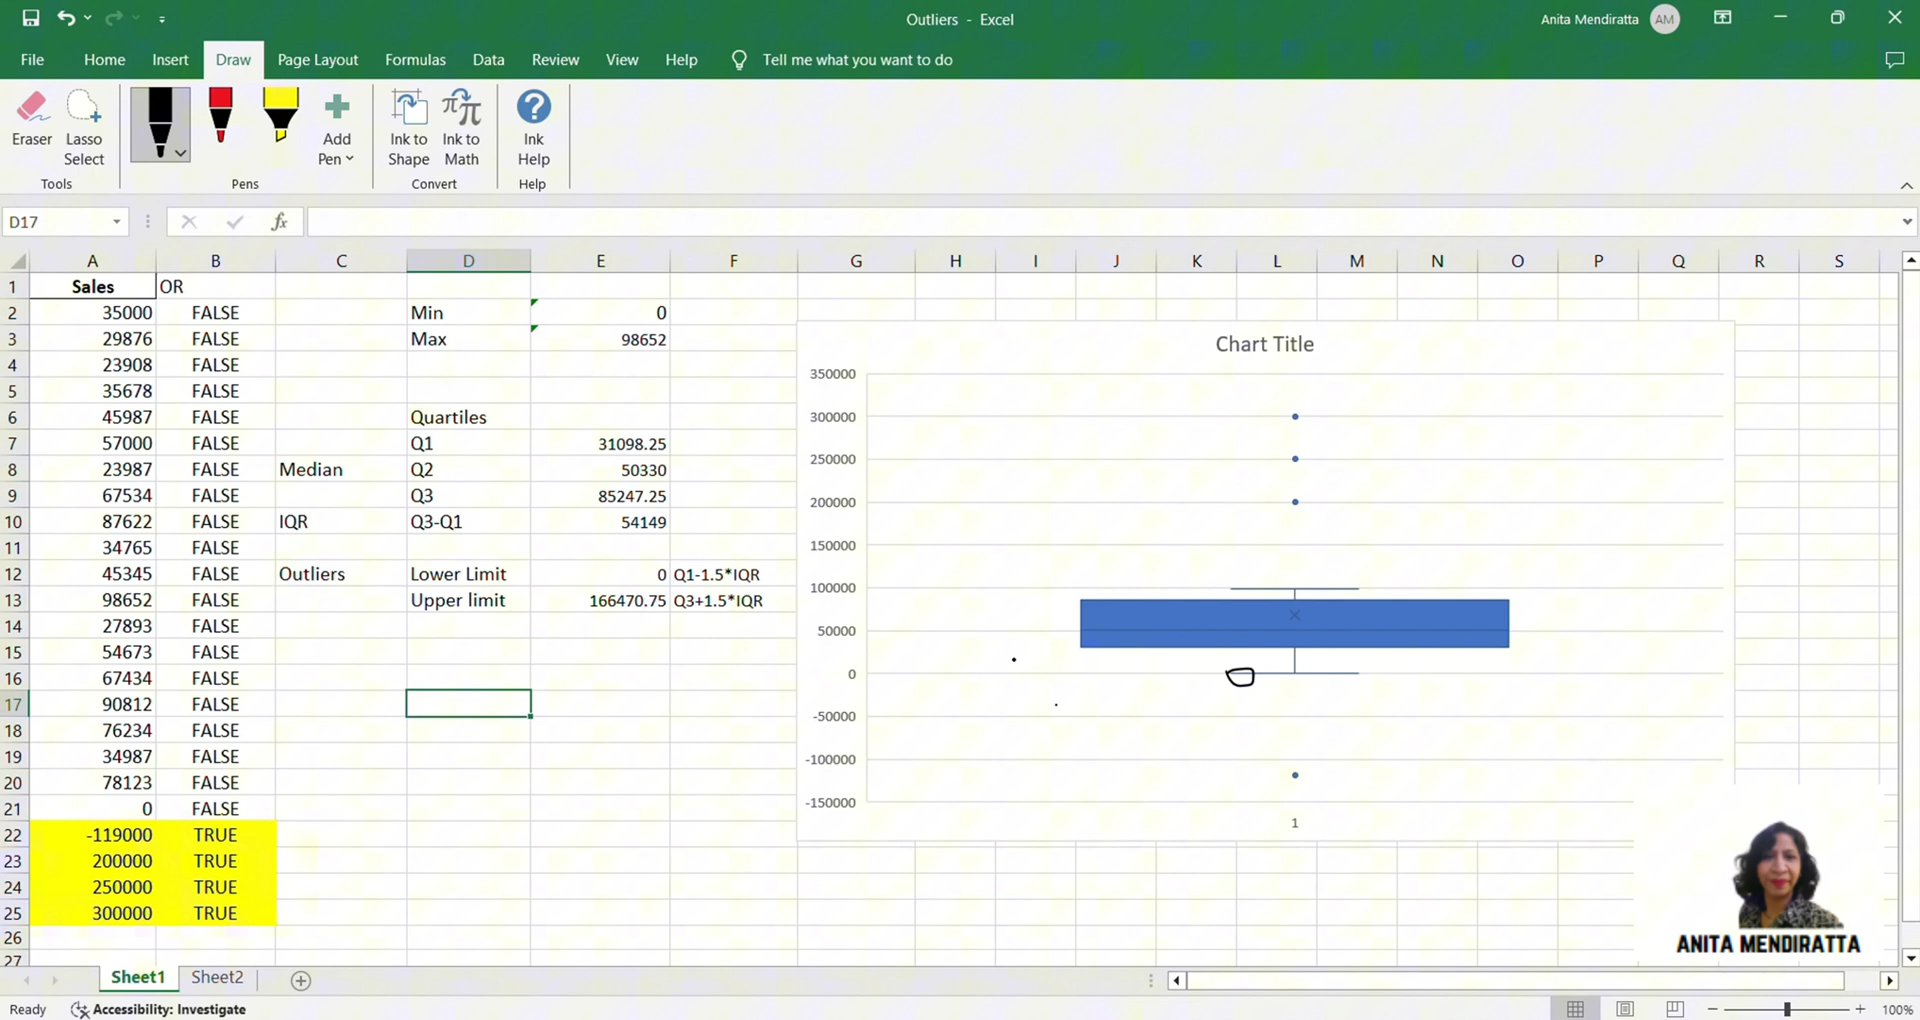 Outliers - Excel
Anita Mendiratta AM
File Home Insert Draw Page Layout Formulas Data Review View Help Tell me what you want to do
Eraser
Lasso
Select
Add
Pen
Ink to
Shape
Ink to
Math
Ink
Help
Tools Pens Convert Help
D17 fx
A B C D E F G H I J K L M N O P Q R S
1 Sales OR
2 35000 FALSE Min 0
3 29876 FALSE Max 98652
4 23908 FALSE
5 35678 FALSE
6 45987 FALSE Quartiles
7 57000 FALSE Q1 31098.25
8 23987 FALSE Median Q2 50330
9 67534 FALSE Q3 85247.25
10 87622 FALSE IQR Q3-Q1 54149
11 34765 FALSE
12 45345 FALSE Outliers Lower Limit 0 Q1-1.5*IQR
13 98652 FALSE Upper limit 166470.75 Q3+1.5*IQR
14 27893 FALSE
15 54673 FALSE
16 67434 FALSE
17 90812 FALSE
18 76234 FALSE
19 34987 FALSE
20 78123 FALSE
21 0 FALSE
22 -119000 TRUE
23 200000 TRUE
24 250000 TRUE
25 300000 TRUE
26
27
Chart Title
350000
300000
250000
200000
150000
100000
50000
0
-50000
-100000
-150000
1
ANITA MENDIRATTA
Sheet1 Sheet2
Ready Accessibility: Investigate 100%